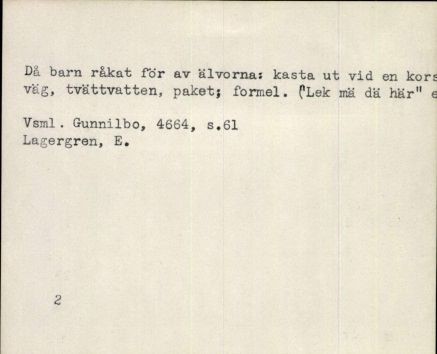 Då barn råkat för av älvorna: kasta ut vid en kors
väg, tvättvatten, paket; formel. ("Lek mä dä här" e
Vsml. Gunnilbo, 4664, s.61
Lagergren, E.
2